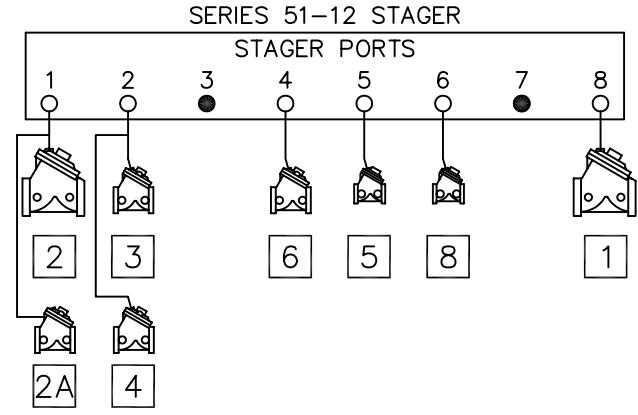 SERIES 51-12 STAGER
STAGER PORTS
1 2 3 4 5 6 7 8
2 3 6 5 8 1
2A 4